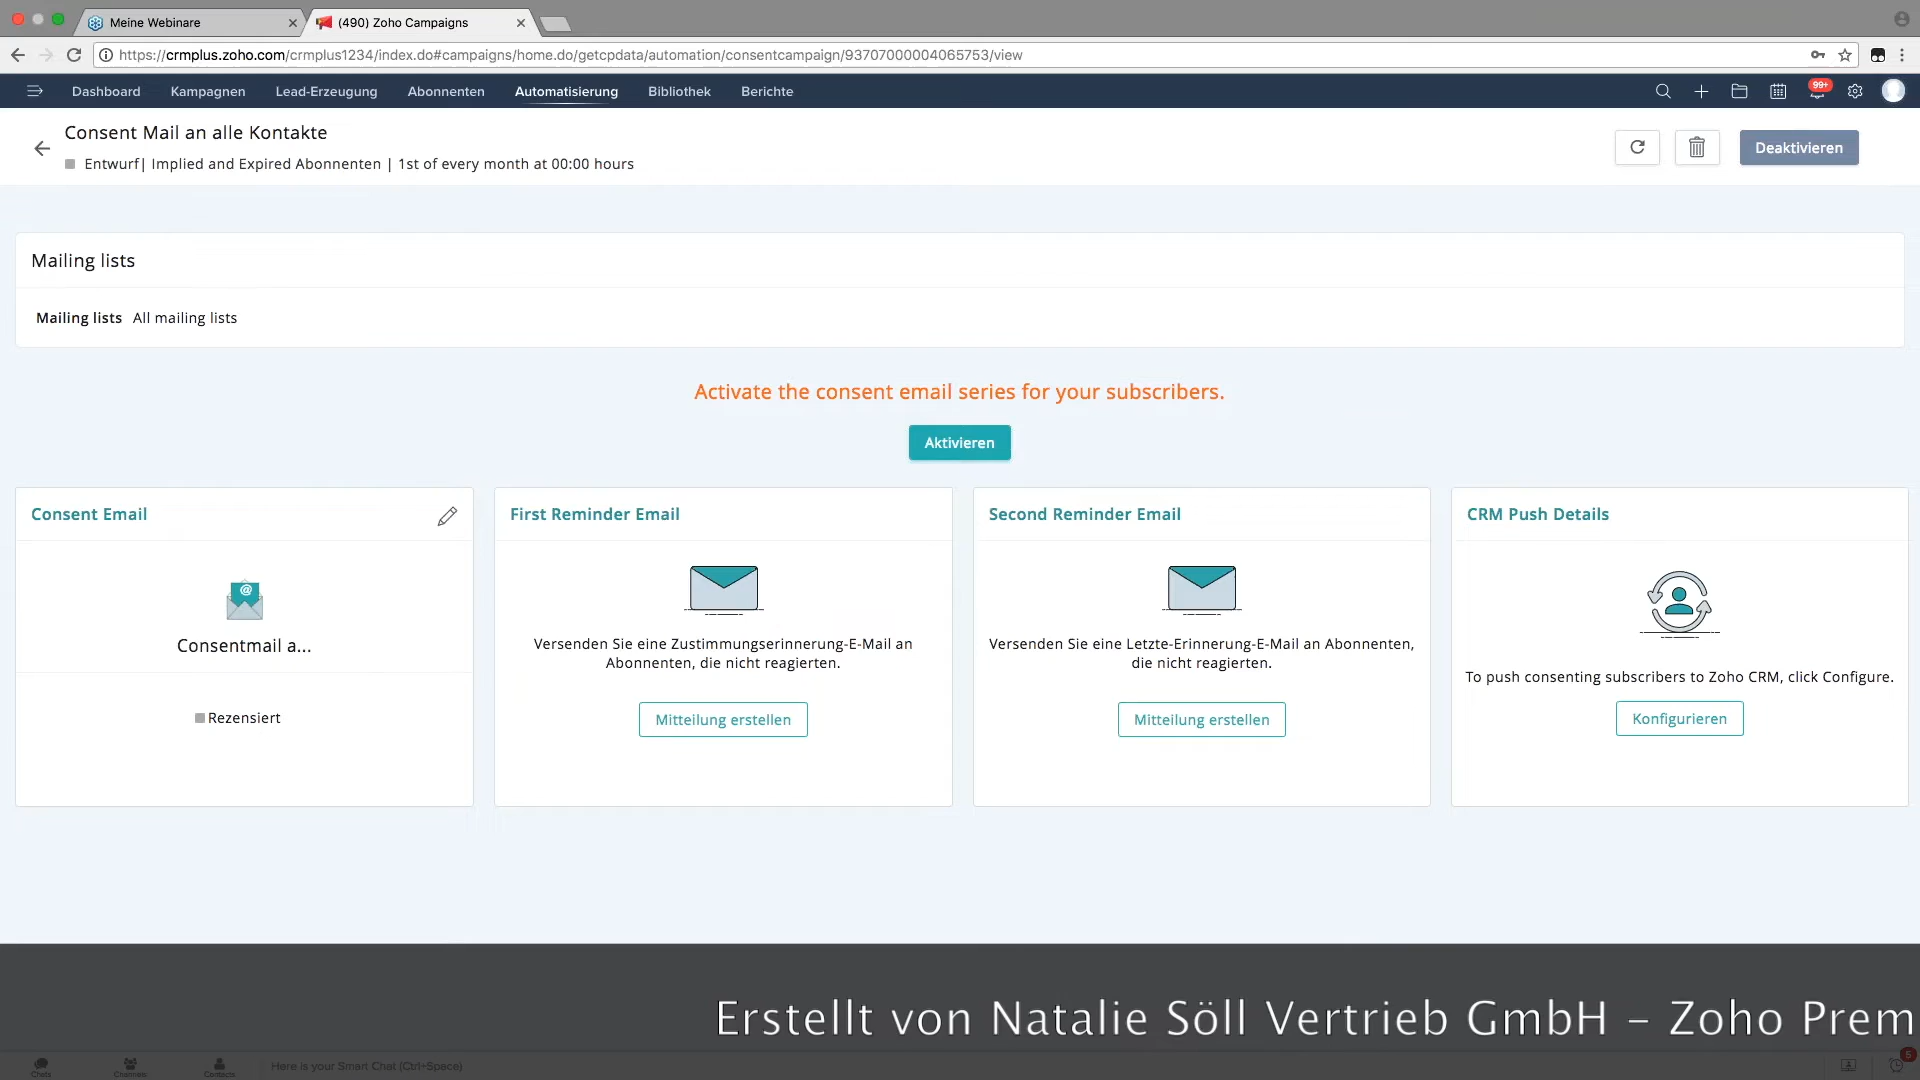 Meine Webinare
(490) Zoho Campaigns
https://crmplus.zoho.com/crmplus1234/index.do#campaigns/home.do/getcpdata/automation/consentcampaign/93707000004065753/view
Dashboard Kampagnen Lead-Erzeugung Abonnenten Automatisierung Bibliothek Berichte
99+
Consent Mail an alle Kontakte
Entwurf| Implied and Expired Abonnenten | 1st of every month at 00:00 hours
Deaktivieren
Mailing lists
Mailing lists All mailing lists
Activate the consent email series for your subscribers.
Aktivieren
Consent Email
Consentmail a...
Rezensiert
First Reminder Email
Versenden Sie eine Zustimmungserinnerung-E-Mail an
Abonnenten, die nicht reagierten.
Mitteilung erstellen
Second Reminder Email
Versenden Sie eine Letzte-Erinnerung-E-Mail an Abonnenten,
die nicht reagierten.
Mitteilung erstellen
CRM Push Details
To push consenting subscribers to Zoho CRM, click Configure.
Konfigurieren
Erstellt von Natalie Söll Vertrieb GmbH – Zoho Prem
Chats Channels Contacts Here is your Smart Chat (Ctrl+Space)
5